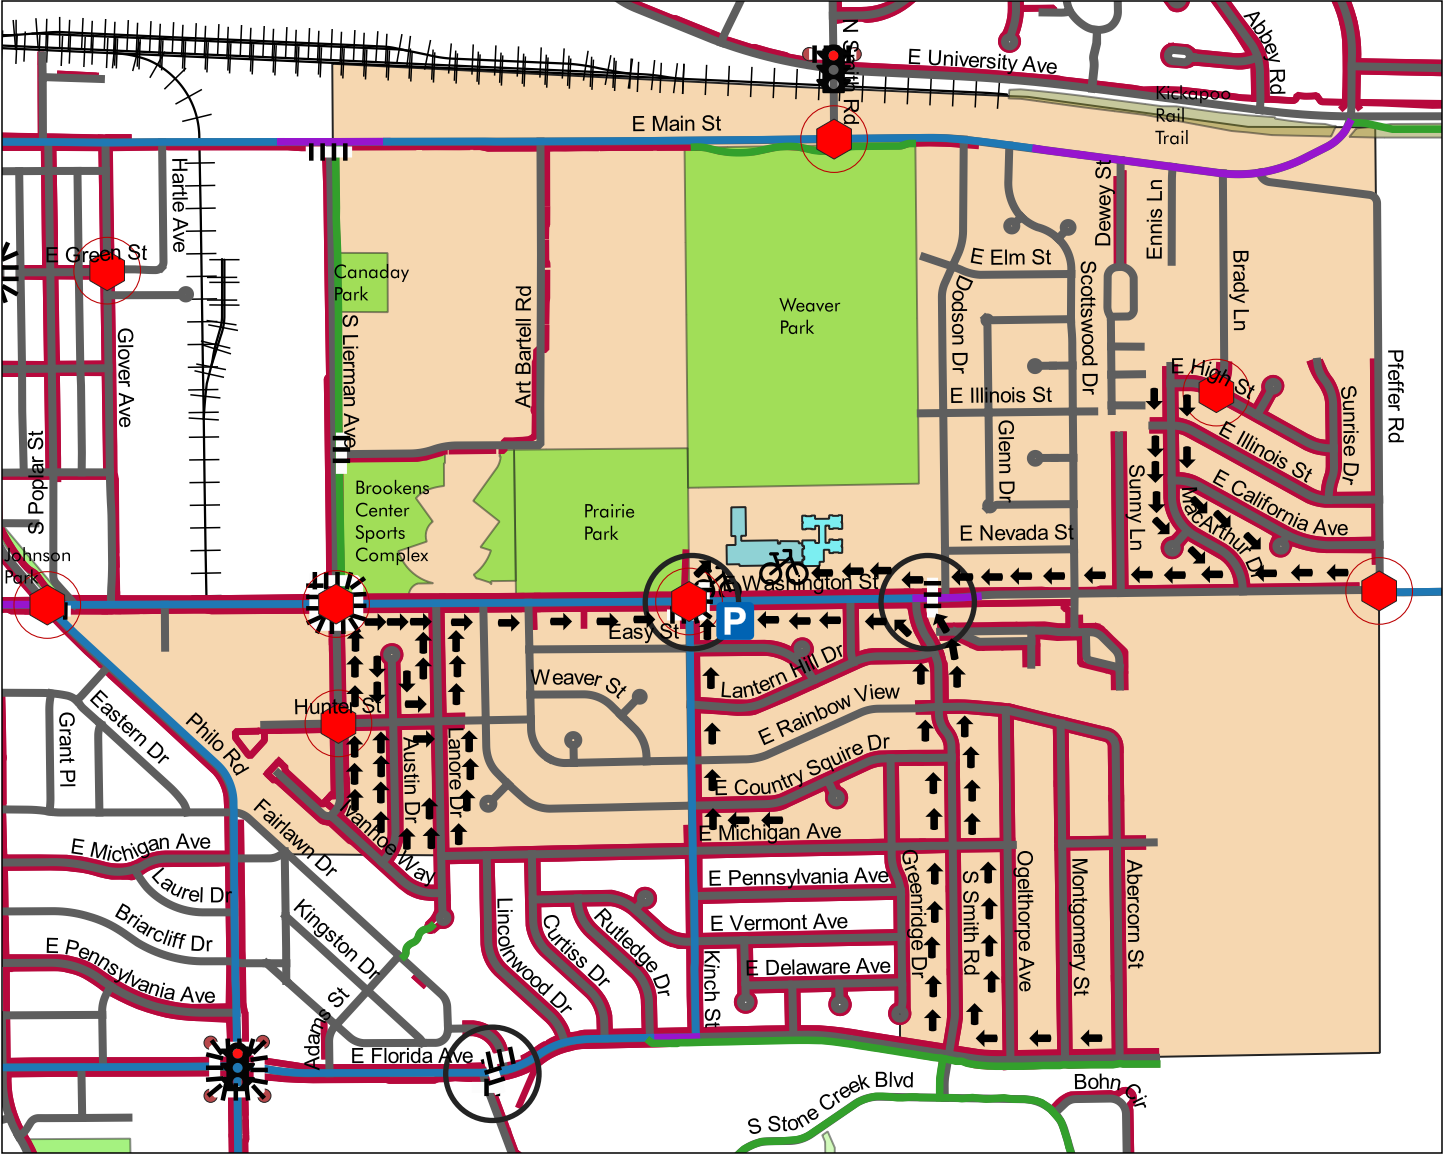 N Smith Rd
E University Ave
Abbey Rd
Kickapoo
Rail
Trail
E Main St
Hartle Ave
E Green St
Dewey St
Ennis Ln
Brady Ln
E Elm St
Canaday
Park
Weaver
Park
S Lierman Ave
Art Bartell Rd
Glover Ave
Dodson Dr
Scottswood Dr
E High St
Sunrise Dr
Pfeffer Rd
E Illinois St
Glenn Dr
E Illinois St
S Poplar St
Brookens
Center
Sports
Complex
Prairie
Park
Sunny Ln
E California Ave
MacArthur Dr
E Nevada St
Johnson
Park
E Washington St
P
Easy St
Lantern Hill Dr
Weaver St
E Rainbow View
Hunter St
Grant Pl
Eastern Dr
Philo Rd
Austin Dr
Lanore Dr
E Country Squire Dr
Ivanhoe Way
Fairlawn Dr
E Michigan Ave
E Michigan Ave
Laurel Dr
E Pennsylvania Ave
Greenridge Dr
S Smith Rd
Ogelthorpe Ave
Montgomery St
Abercorn St
Briarcliff Dr
Kingston Dr
Lincolnwood Dr
Curtiss Dr
Rutledge Dr
E Vermont Ave
E Pennsylvania Ave
Kinch St
E Delaware Ave
Adams St
E Florida Ave
S Stone Creek Blvd
Bohn Cir